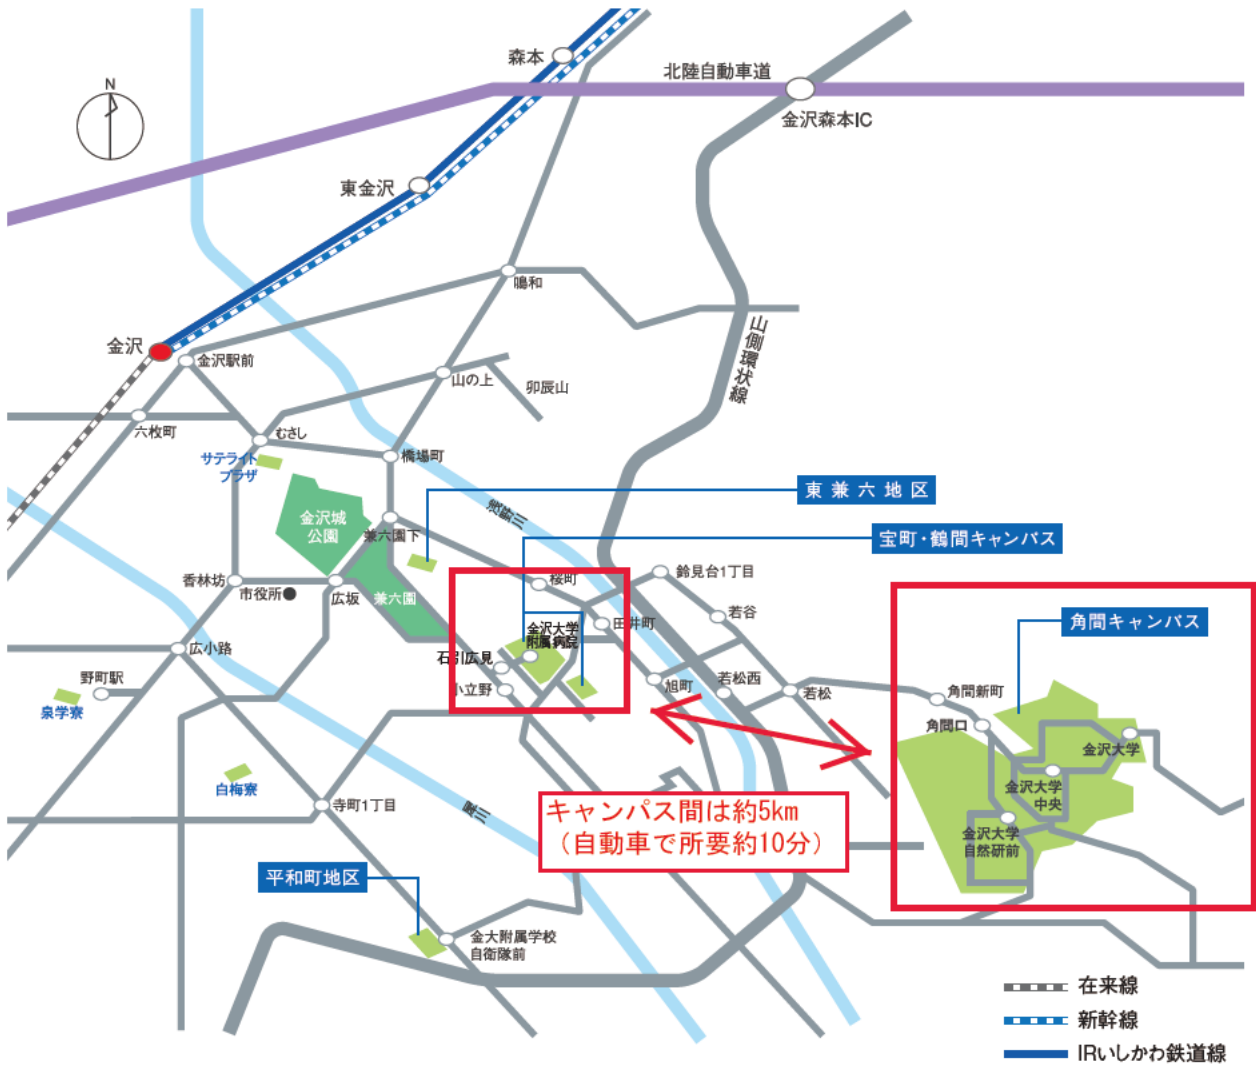 森本
北陸自動車道
N
金沢森本IC
東金沢
鳴和
山側環状線
金沢
金沢駅前
山の上
卯辰山
六枚町
むさし
サテライト
プラザ
橋場町
東兼六地区
金沢城
公園
浅野川
兼六園下
宝町・鶴間キャンパス
香林坊
市役所
広坂
兼六園
桜町
鈴見台1丁目
若谷
田井町
角間キャンパス
金沢大学
附属病院
広小路
石引広見
野町駅
小立野
旭町
若松西
若松
角間新町
泉学寮
角間口
金沢大学
白梅寮
寺町1丁目
犀川
キャンパス間は約5km
(自動車で所要約10分)
金沢大学
中央
金沢大学
自然研前
平和町地区
金大附属学校
自衛隊前
在来線
新幹線
IRいしかわ鉄道線